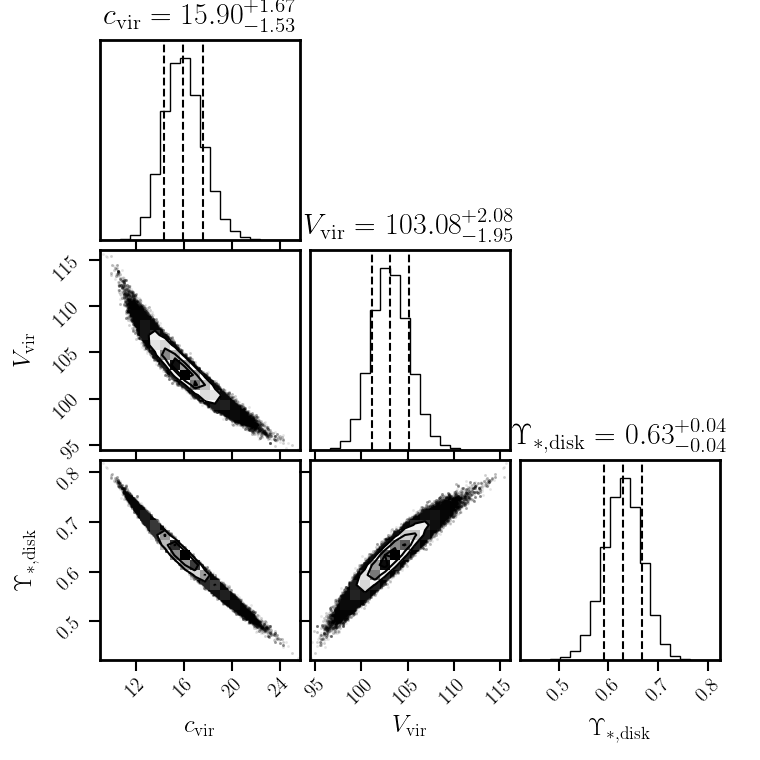 c_vir = 15.90 +1.67 −1.53
V_vir = 103.08 +2.08 −1.95
115
110
105
100
95
V_vir
Υ_∗,disk = 0.63 +0.04 −0.04
0.8
0.7
0.6
0.5
Υ_∗,disk
12 16 20 24
95 100 105 110 115
0.5 0.6 0.7 0.8
c_vir
V_vir
Υ_∗,disk